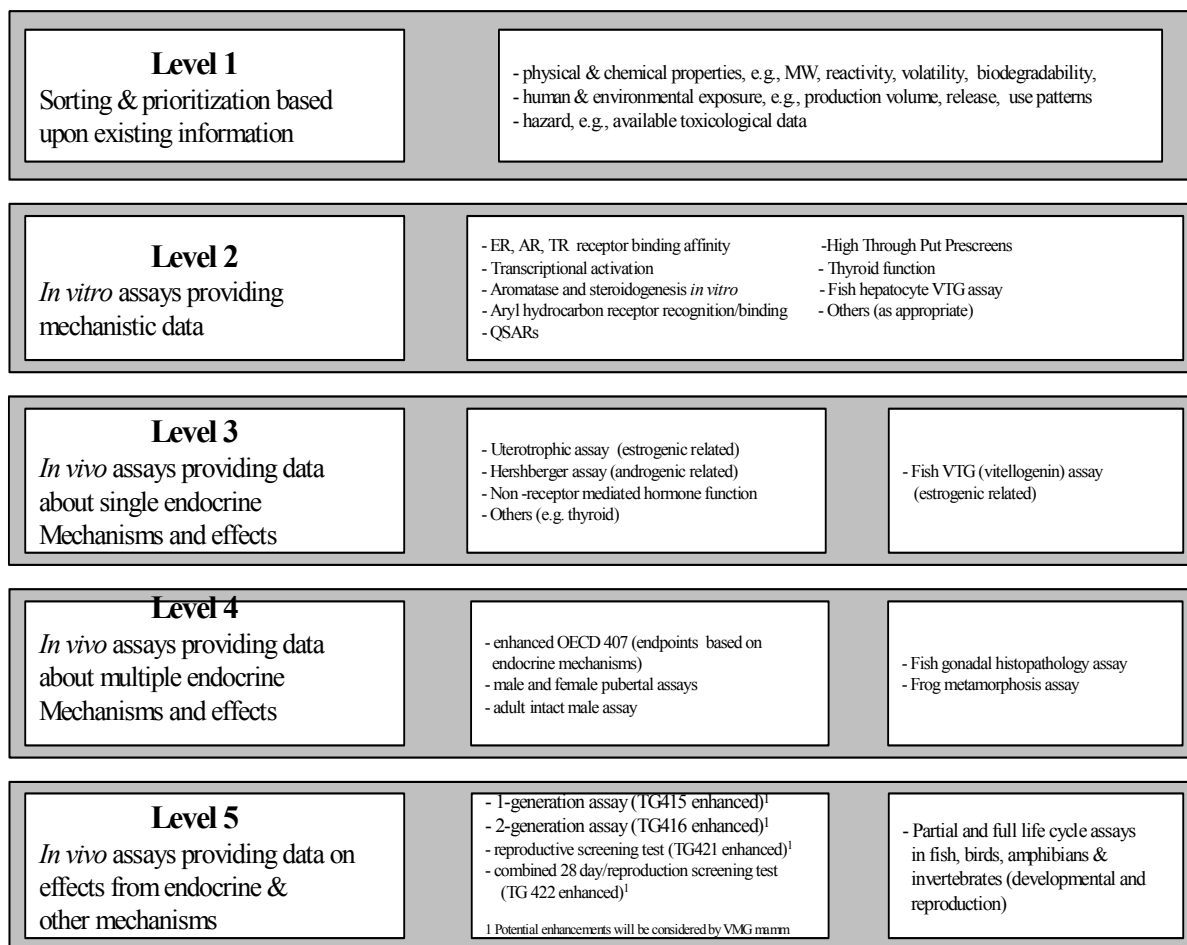 Level 1
Sorting & prioritization based
upon existing information
- physical & chemical properties, e.g., MW, reactivity, volatility, biodegradability,
- human & environmental exposure, e.g., production volume, release, use patterns
- hazard, e.g., available toxicological data
Level 2
In vitro assays providing
mechanistic data
- ER, AR, TR receptor binding affinity
- Transcriptional activation
- Aromatase and steroidogenesis in vitro
- Aryl hydrocarbon receptor recognition/binding
- QSARs
-High Through Put Prescreens
- Thyroid function
- Fish hepatocyte VTG assay
- Others (as appropriate)
Level 3
In vivo assays providing data
about single endocrine
Mechanisms and effects
- Uterotrophic assay (estrogenic related)
- Hershberger assay (androgenic related)
- Non -receptor mediated hormone function
- Others (e.g. thyroid)
- Fish VTG (vitellogenin) assay
(estrogenic related)
Level 4
In vivo assays providing data
about multiple endocrine
Mechanisms and effects
- enhanced OECD 407 (endpoints based on
endocrine mechanisms)
- male and female pubertal assays
- adult intact male assay
- Fish gonadal histopathology assay
- Frog metamorphosis assay
Level 5
In vivo assays providing data on
effects from endocrine &
other mechanisms
- 1-generation assay (TG415 enhanced)1
- 2-generation assay (TG416 enhanced)1
- reproductive screening test (TG421 enhanced)1
- combined 28 day/reproduction screening test
(TG 422 enhanced)1
1 Potential enhancements will be considered by VMG mamm
- Partial and full life cycle assays
in fish, birds, amphibians &
invertebrates (developmental and
reproduction)